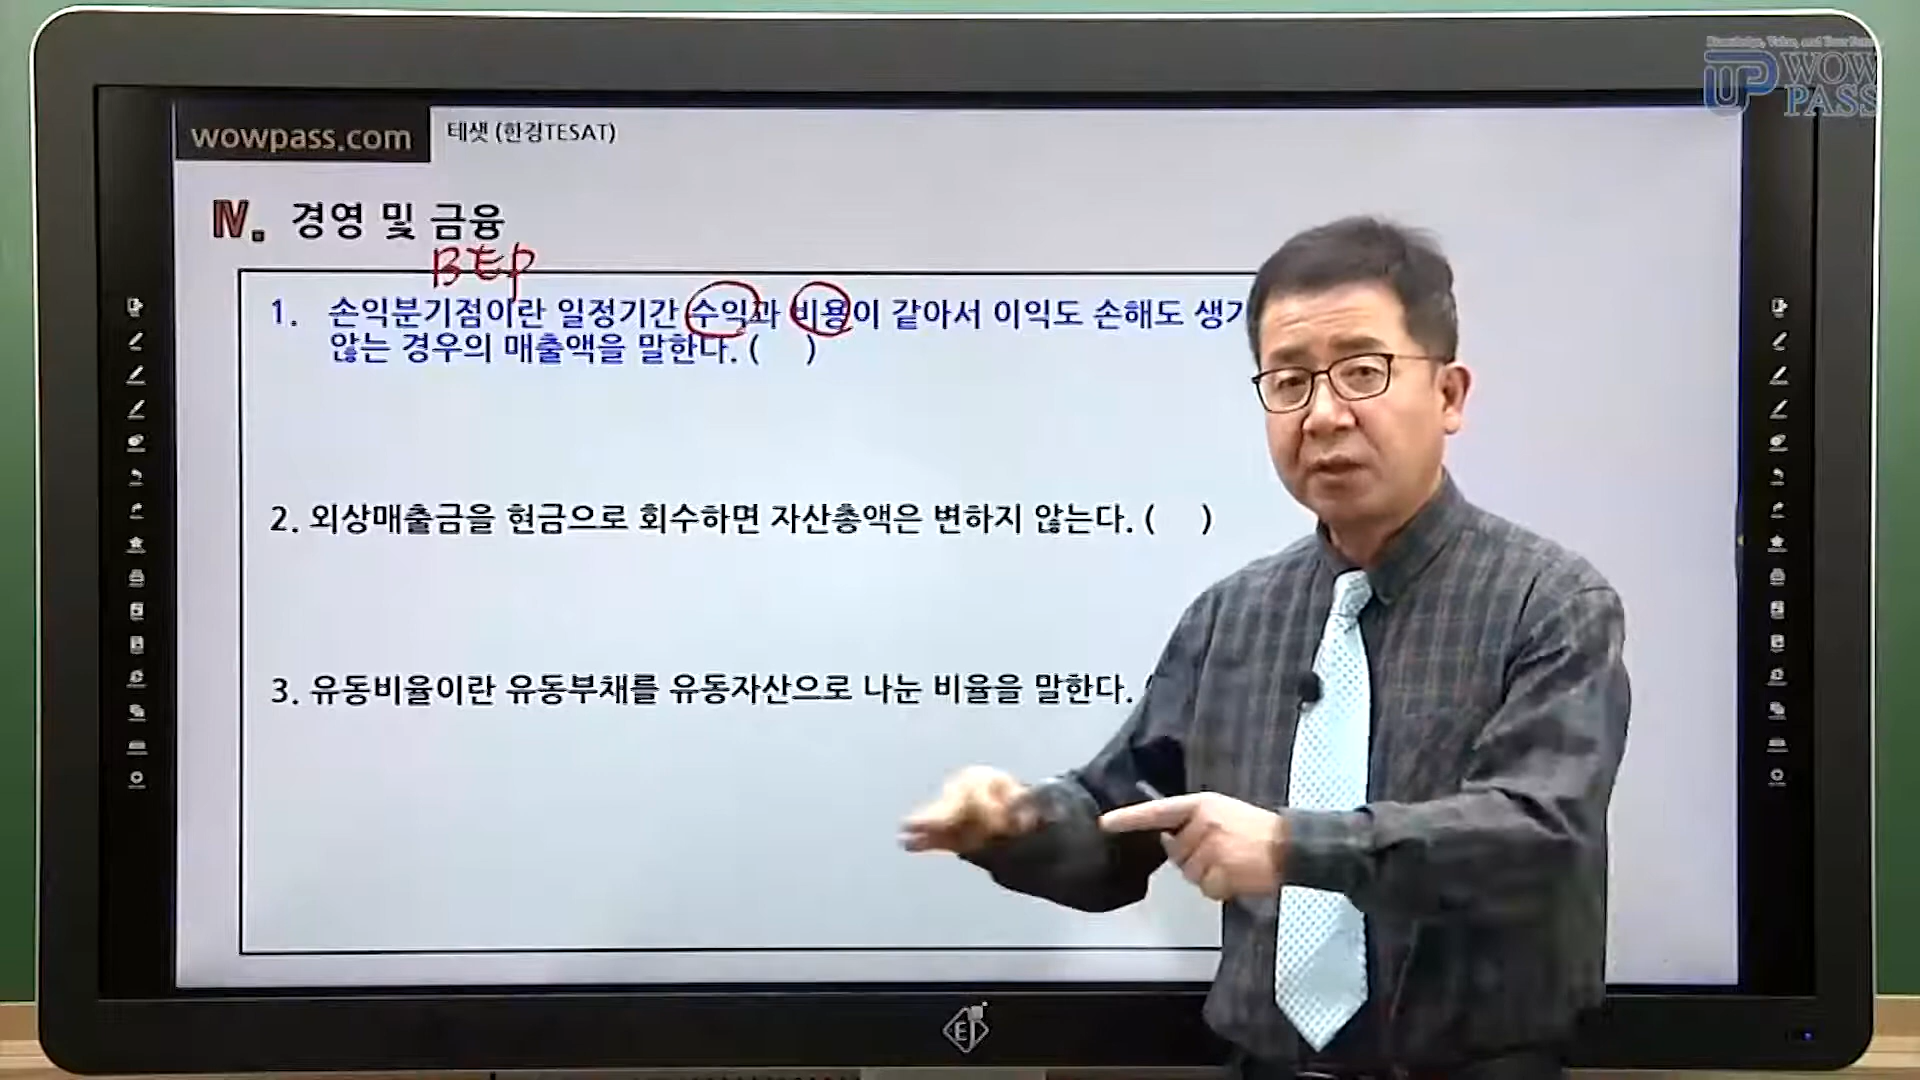 WOW
PASS
wowpass.com
테샛 (한경TESAT)
Ⅳ. 경영 및 금융
BEP
1. 손익분기점이란 일정기간 수익과 비용이 같아서 이익도 손해도 생기
않는 경우의 매출액을 말한다. ( )
2. 외상매출금을 현금으로 회수하면 자산총액은 변하지 않는다. ( )
3. 유동비율이란 유동부채를 유동자산으로 나눈 비율을 말한다. (